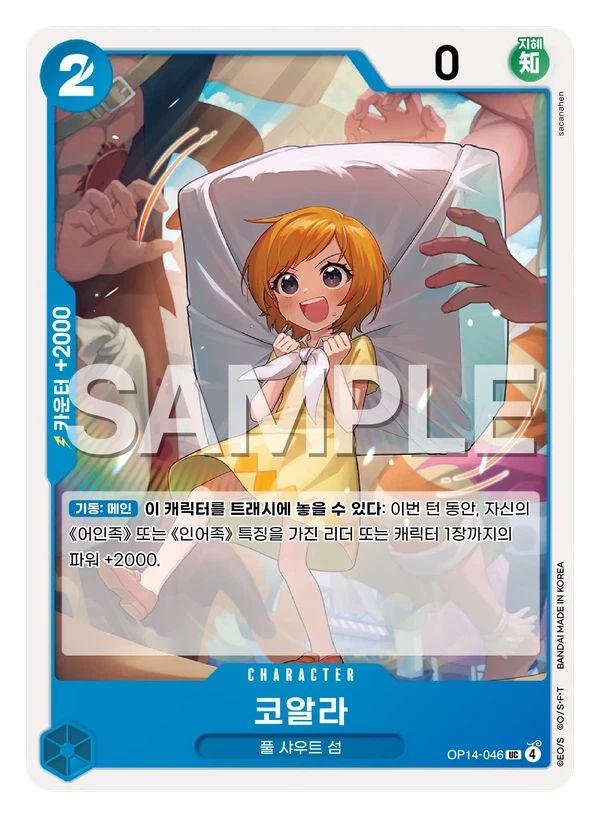 2
0
지혜
知
sacanahen
카운터 +2000
SAMPLE
기동: 메인 이 캐릭터를 트래시에 놓을 수 있다: 이번 턴 동안, 자신의
《어인족》 또는 《인어족》 특징을 가진 리더 또는 캐릭터 1장까지의
파워 +2000.
CHARACTER
코알라
풀 샤우트 섬
OP14-046 UC 4
©EO/S ©O/S·F·T BANDAI MADE IN KOREA